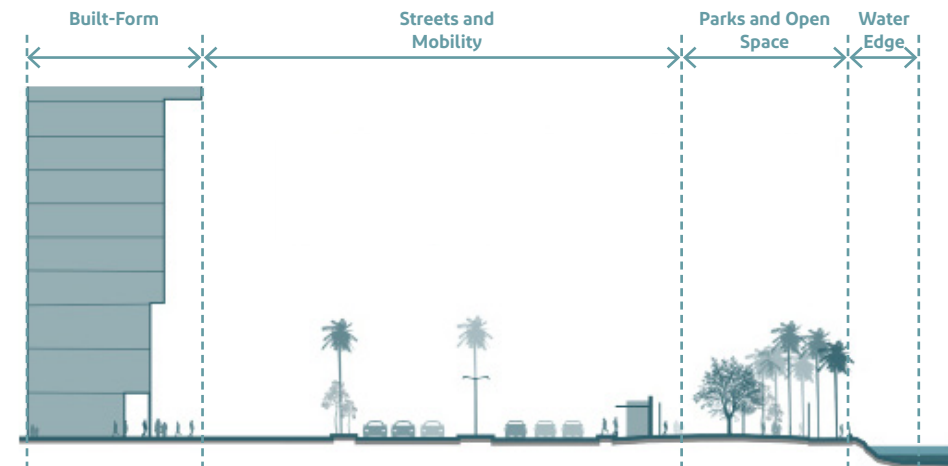 Built-Form
Streets and
Mobility
Parks and Open
Space
Water
Edge